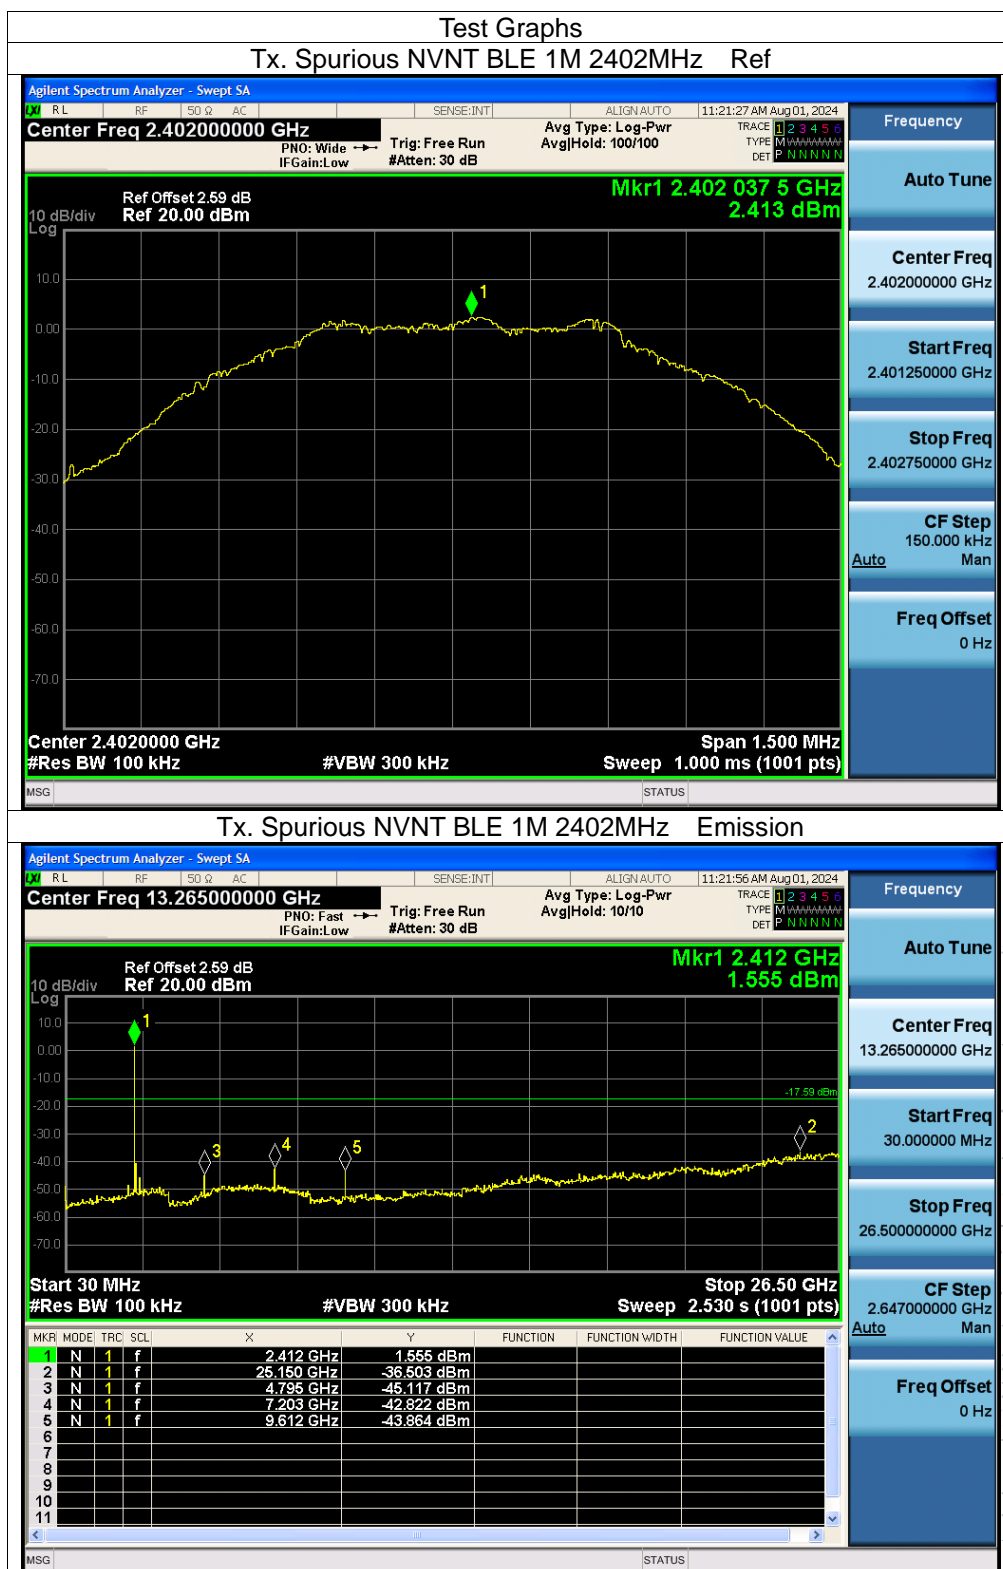 Test Graphs
Tx. Spurious NVNT BLE 1M 2402MHz Ref
Agilent Spectrum Analyzer - Swept SA
LXI RL RF 50 Ω AC SENSE:INT ALIGN AUTO 11:21:27 AM Aug 01, 2024
Center Freq 2.402000000 GHz
PNO: Wide
IFGain:Low
Trig: Free Run
#Atten: 30 dB
Avg Type: Log-Pwr
Avg|Hold: 100/100
TRACE 1 2 3 4 5 6
TYPE M W W W W W
DET P N N N N N
Frequency
Auto Tune
Center Freq
2.402000000 GHz
Start Freq
2.401250000 GHz
Stop Freq
2.402750000 GHz
CF Step
150.000 kHz
Auto Man
Freq Offset
0 Hz
Mkr1 2.402 037 5 GHz
2.413 dBm
Ref Offset 2.59 dB
10 dB/div Ref 20.00 dBm
Log
1
10.0
0.00
-10.0
-20.0
-30.0
-40.0
-50.0
-60.0
-70.0
Center 2.4020000 GHz Span 1.500 MHz
#Res BW 100 kHz #VBW 300 kHz Sweep 1.000 ms (1001 pts)
MSG STATUS
Tx. Spurious NVNT BLE 1M 2402MHz Emission
Agilent Spectrum Analyzer - Swept SA
LXI RL RF 50 Ω AC SENSE:INT ALIGN AUTO 11:21:56 AM Aug 01, 2024
Center Freq 13.265000000 GHz
PNO: Fast
IFGain:Low
Trig: Free Run
#Atten: 30 dB
Avg Type: Log-Pwr
Avg|Hold: 10/10
TRACE 1 2 3 4 5 6
TYPE M W W W W W
DET P N N N N N
Frequency
Auto Tune
Center Freq
13.265000000 GHz
Start Freq
30.000000 MHz
Stop Freq
26.500000000 GHz
CF Step
2.647000000 GHz
Auto Man
Freq Offset
0 Hz
Mkr1 2.412 GHz
1.555 dBm
Ref Offset 2.59 dB
10 dB/div Ref 20.00 dBm
Log
10.0
0.00
-10.0
-20.0
-30.0
-40.0
-50.0
-60.0
-70.0
1
-17.59 dBm
2
3
4
5
Start 30 MHz Stop 26.50 GHz
#Res BW 100 kHz #VBW 300 kHz Sweep 2.530 s (1001 pts)
MKR MODE TRC SCL X Y FUNCTION FUNCTION WIDTH FUNCTION VALUE
1 N 1 f 2.412 GHz 1.555 dBm
2 N 1 f 25.150 GHz -36.503 dBm
3 N 1 f 4.795 GHz -45.117 dBm
4 N 1 f 7.203 GHz -42.822 dBm
5 N 1 f 9.612 GHz -43.864 dBm
6
7
8
9
10
11
MSG STATUS